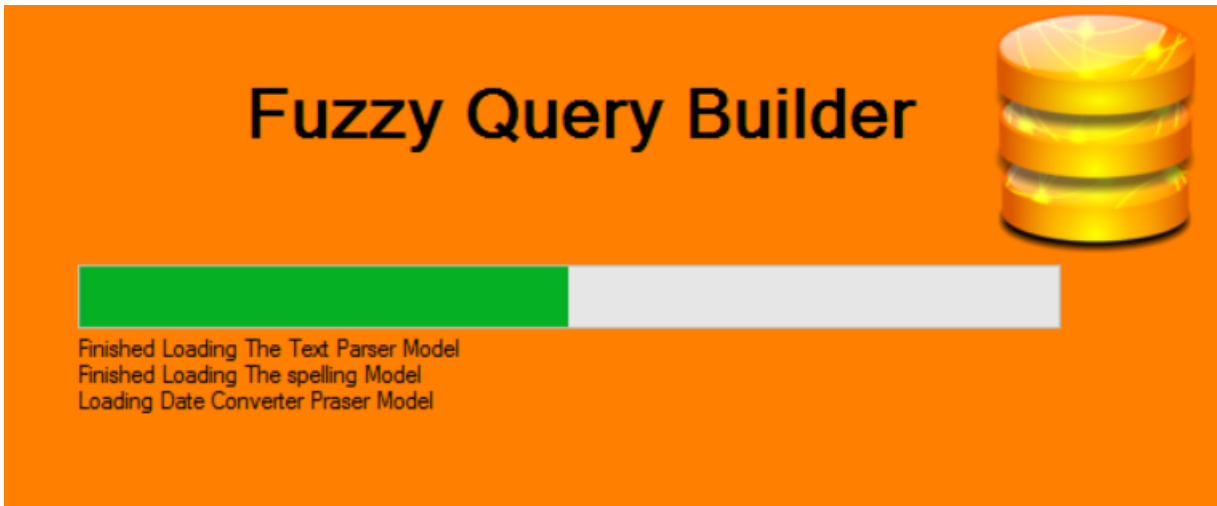 Fuzzy Query Builder
Finished Loading The Text Parser Model
Finished Loading The spelling Model
Loading Date Converter Praser Model